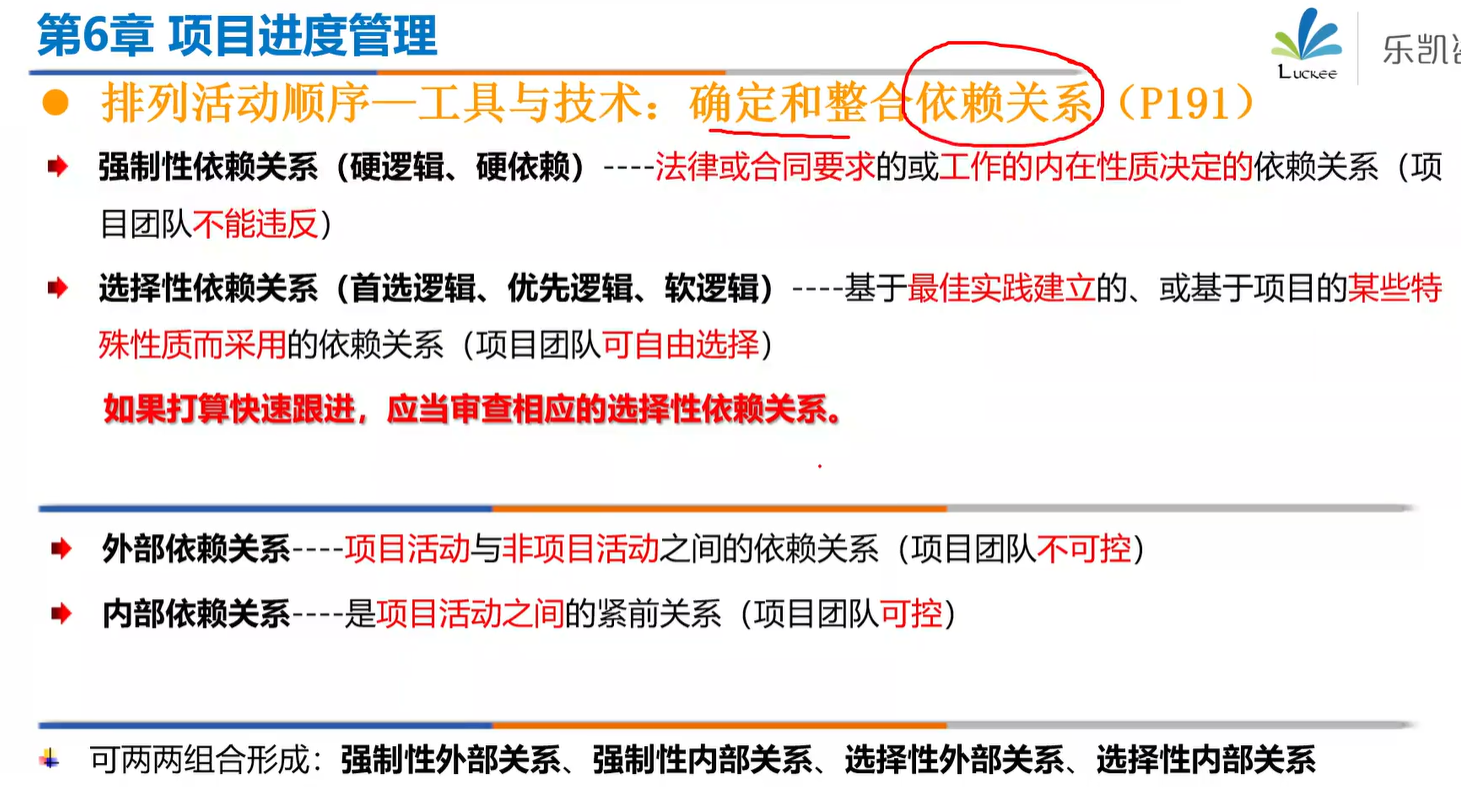 第6章 项目进度管理
LUCKEE
乐凯
排列活动顺序—工具与技术：确定和整合依赖关系（P191）
强制性依赖关系（硬逻辑、硬依赖）----法律或合同要求的或工作的内在性质决定的依赖关系（项
目团队不能违反）
选择性依赖关系（首选逻辑、优先逻辑、软逻辑）----基于最佳实践建立的、或基于项目的某些特
殊性质而采用的依赖关系（项目团队可自由选择）
如果打算快速跟进，应当审查相应的选择性依赖关系。
外部依赖关系----项目活动与非项目活动之间的依赖关系（项目团队不可控）
内部依赖关系----是项目活动之间的紧前关系（项目团队可控）
可两两组合形成：强制性外部关系、强制性内部关系、选择性外部关系、选择性内部关系